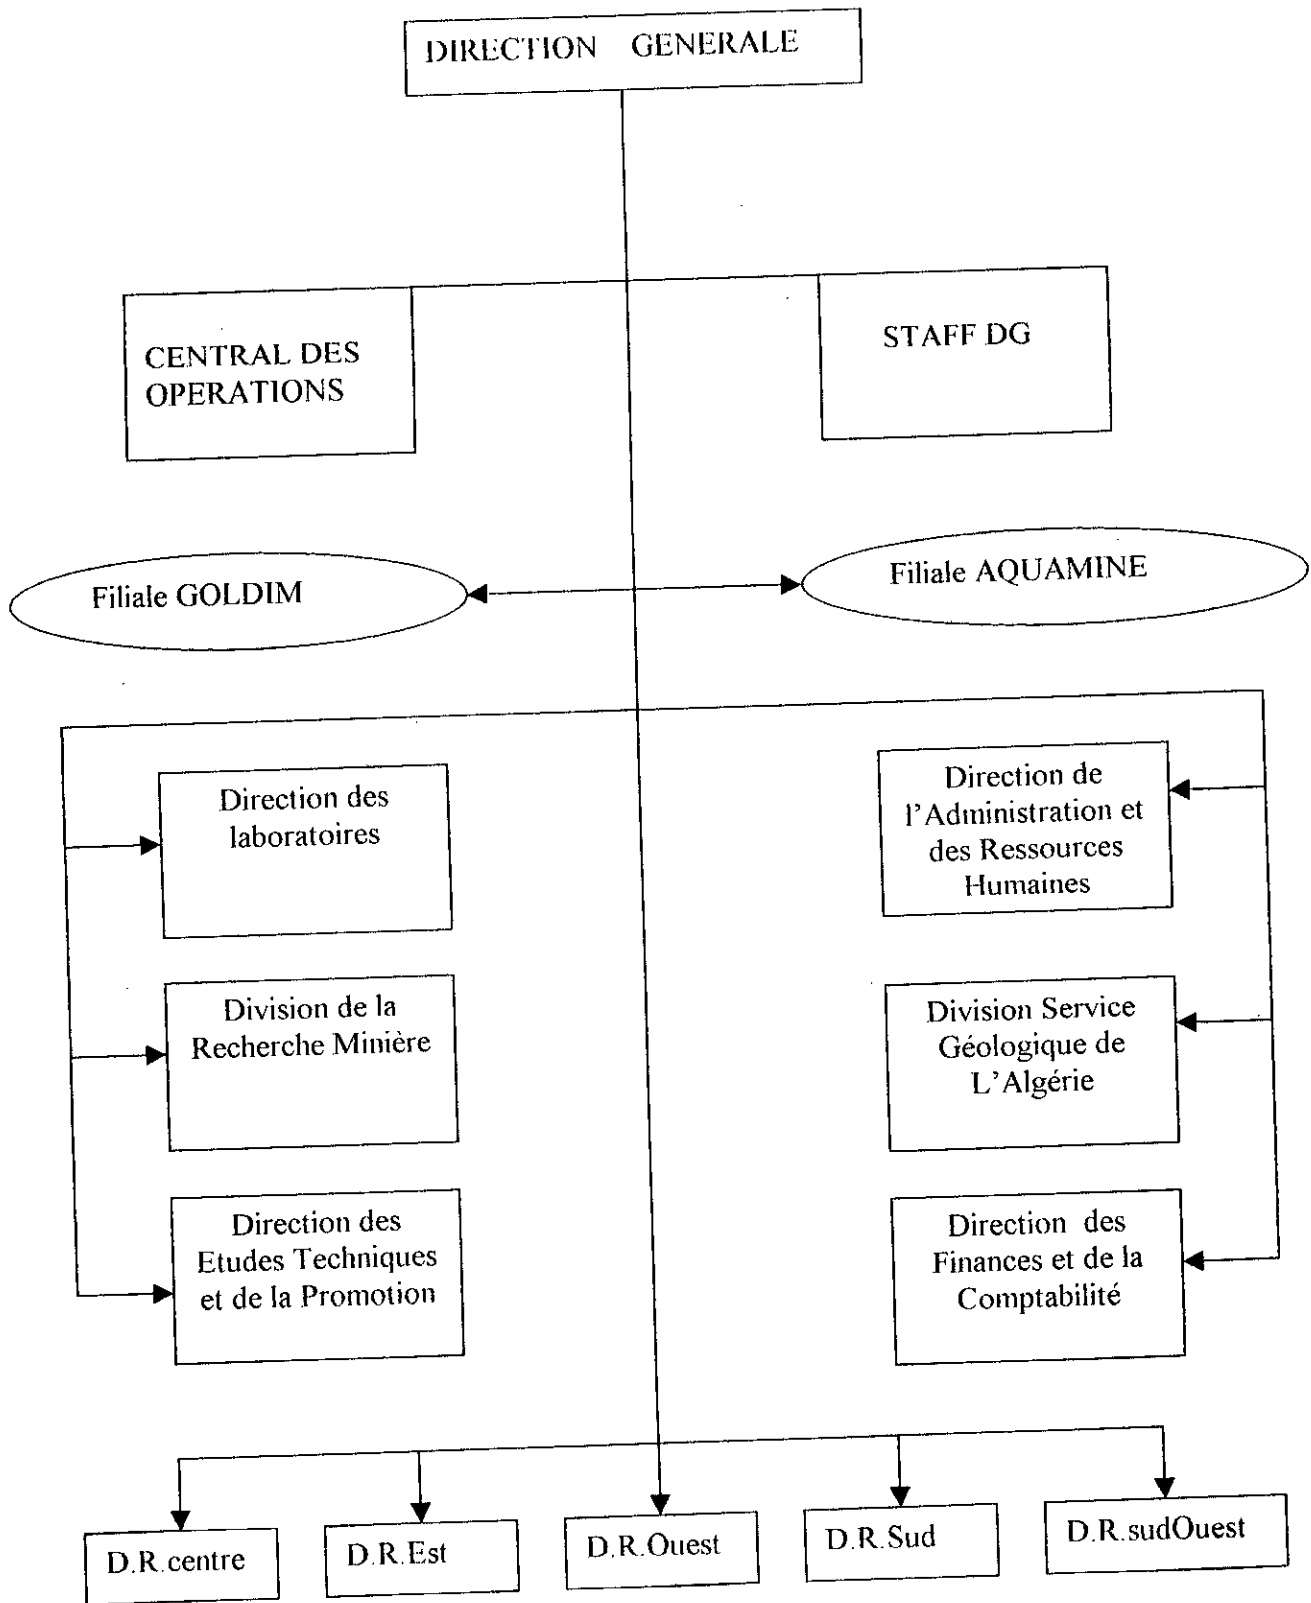 DIRECTION GENERALE
CENTRAL DES
OPERATIONS
STAFF DG
Filiale GOLDIM
Filiale AQUAMINE
Direction des
laboratoires
Direction de
l'Administration et
des Ressources
Humaines
Division de la
Recherche Minière
Division Service
Géologique de
L'Algérie
Direction des
Etudes Techniques
et de la Promotion
Direction des
Finances et de la
Comptabilité
D.R.centre
D.R.Est
D.R.Ouest
D.R.Sud
D.R.sudOuest